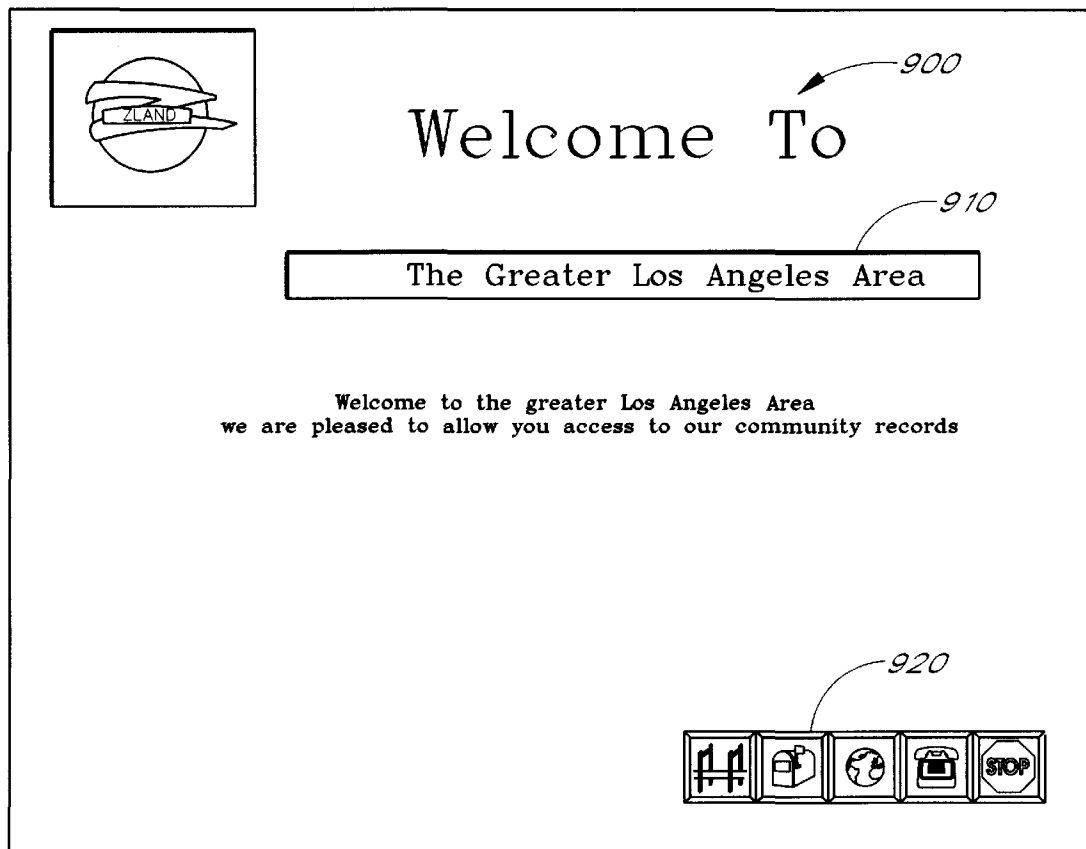 900
ZLAND
Welcome To
910
The Greater Los Angeles Area
Welcome to the greater Los Angeles Area
we are pleased to allow you access to our community records
920
STOP